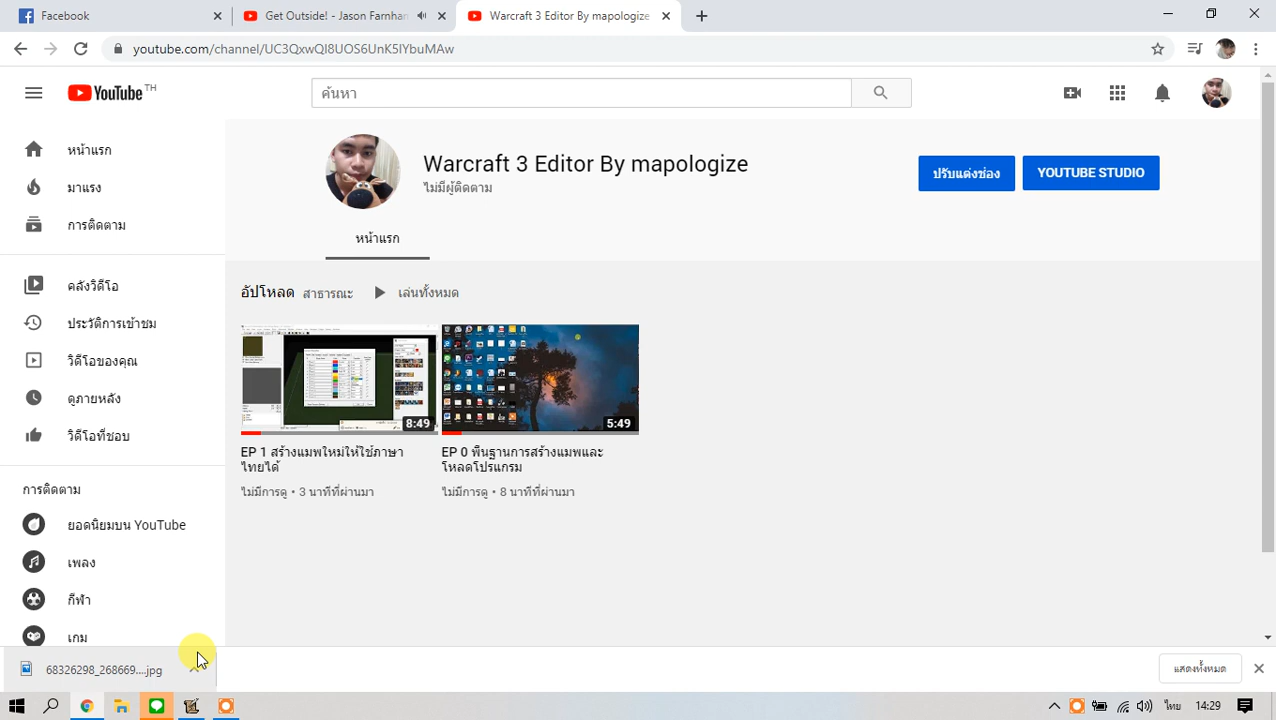 Facebook
Get Outside! - Jason Farnhan
Warcraft 3 Editor By mapologize
youtube.com/channel/UC3QxwQI8UOS6UnK5IYbuMAw
YouTube TH
ค้นหา
หน้าแรก
มาแรง
การติดตาม
คลังวิดีโอ
ประวัติการเข้าชม
วิดีโอของคุณ
ดูภายหลัง
วิดีโอที่ชอบ
การติดตาม
ยอดนิยมบน YouTube
เพลง
กีฬา
เกม
Warcraft 3 Editor By mapologize
ไม่มีผู้ติดตาม
ปรับแต่งช่อง
YOUTUBE STUDIO
หน้าแรก
อัปโหลด สาธารณะ เล่นทั้งหมด
8:49
5:49
EP 1 สร้างแมพใหม่ให้ใช้ภาษา
ไทยได้
ไม่มีการดู • 3 นาทีที่ผ่านมา
EP 0 พื้นฐานการสร้างแมพและ
โหลดโปรแกรม
ไม่มีการดู • 8 นาทีที่ผ่านมา
68326298_268669....jpg
แสดงทั้งหมด
ไทย
14:29